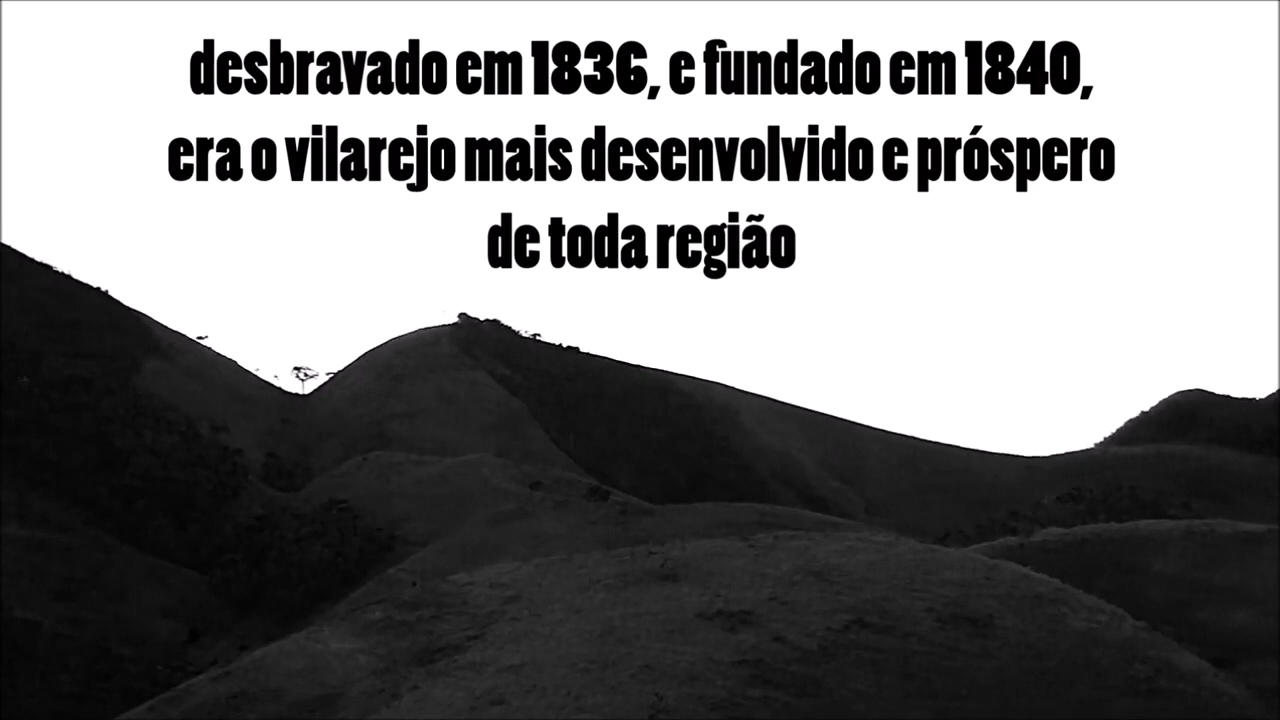 desbravado em 1836, e fundado em 1840,
era o vilarejo mais desenvolvido e próspero
de toda região